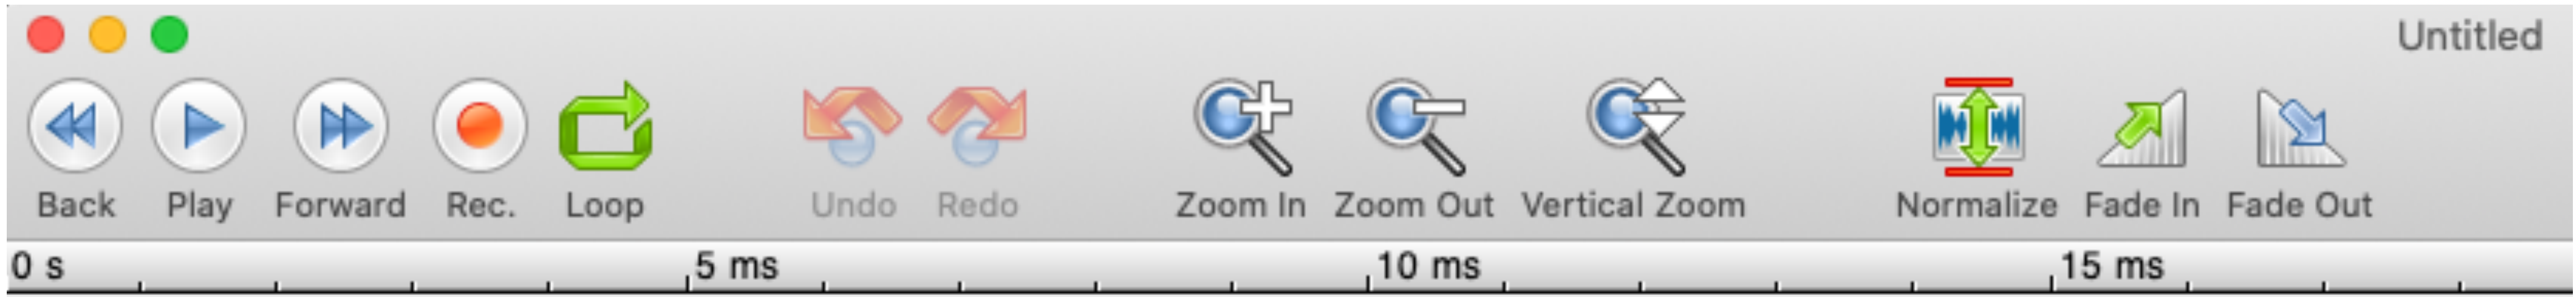 Untitled
Back Play Forward Rec. Loop Undo Redo Zoom In Zoom Out Vertical Zoom Normalize Fade In Fade Out
0 s 5 ms 10 ms 15 ms